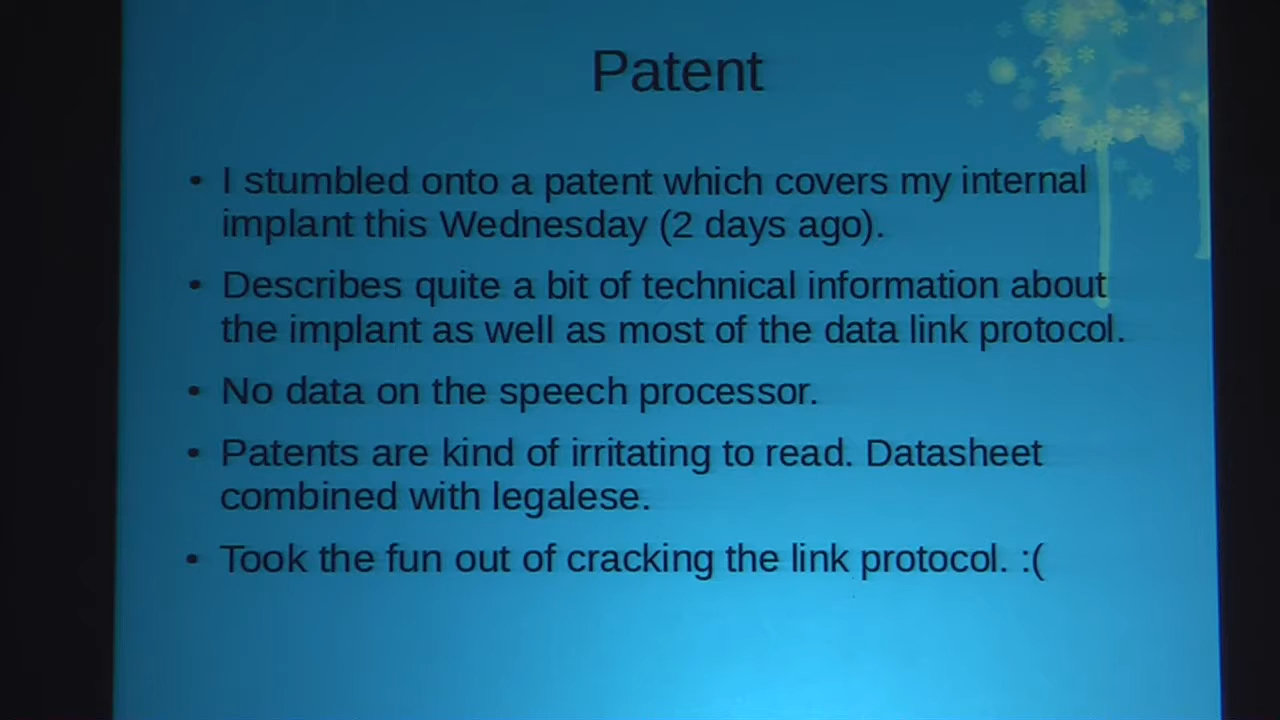 Patent
• I stumbled onto a patent which covers my internal
implant this Wednesday (2 days ago).
• Describes quite a bit of technical information about
the implant as well as most of the data link protocol.
• No data on the speech processor.
• Patents are kind of irritating to read. Datasheet
combined with legalese.
• Took the fun out of cracking the link protocol. :(